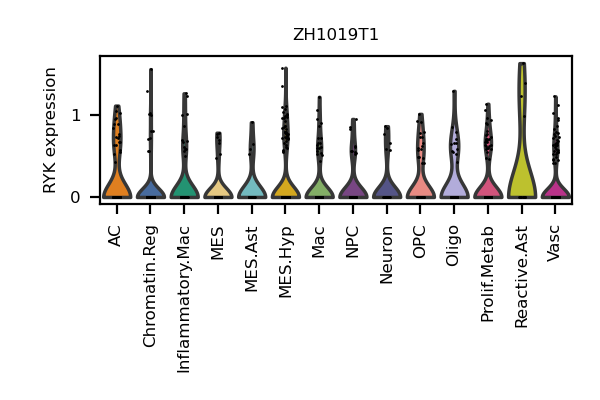 ZH1019T1
RYK expression
1
0
AC
Chromatin.Reg
Inflammatory.Mac
MES
MES.Ast
MES.Hyp
Mac
NPC
Neuron
OPC
Oligo
Prolif.Metab
Reactive.Ast
Vasc